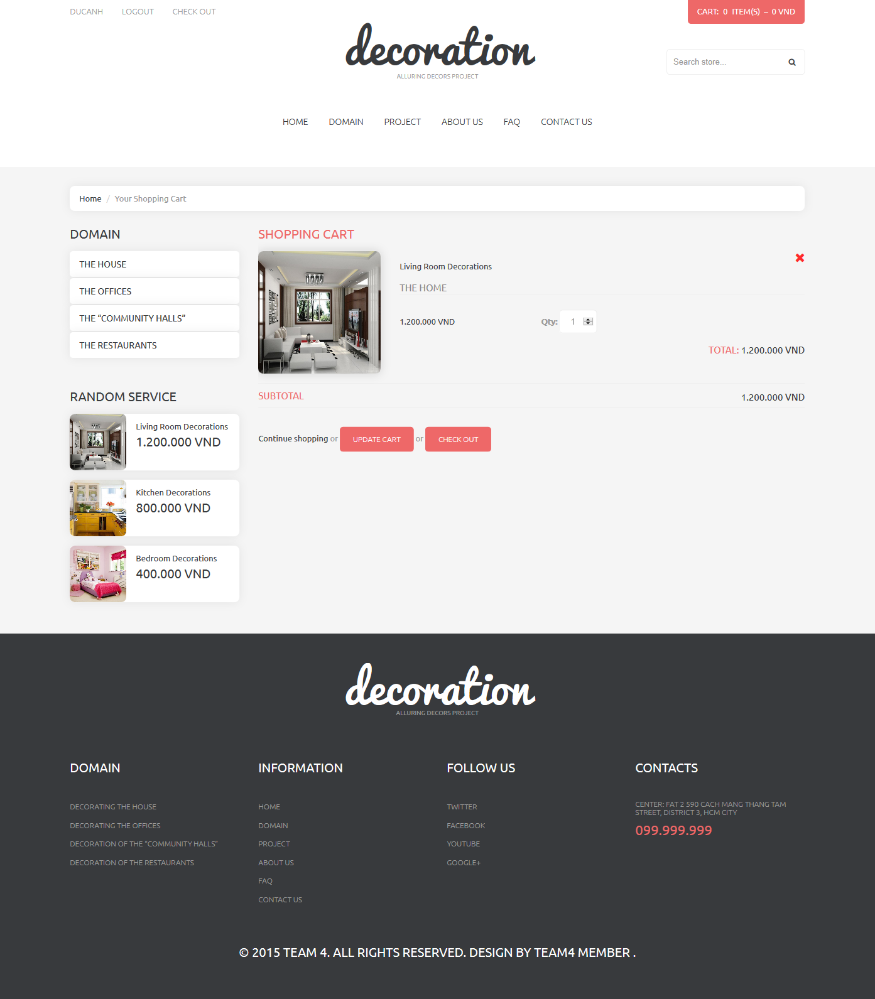 DUCANH LOGOUT CHECK OUT
CART: 0 ITEM(S) – 0 VND
decoration
ALLURING DECORS PROJECT
Search store...
HOME DOMAIN PROJECT ABOUT US FAQ CONTACT US
Home / Your Shopping Cart
DOMAIN
THE HOUSE
THE OFFICES
THE “COMMUNITY HALLS”
THE RESTAURANTS
RANDOM SERVICE
Living Room Decorations
1.200.000 VND
Kitchen Decorations
800.000 VND
Bedroom Decorations
400.000 VND
SHOPPING CART
Living Room Decorations
THE HOME
1.200.000 VND Qty: 1
TOTAL: 1.200.000 VND
SUBTOTAL 1.200.000 VND
Continue shopping or UPDATE CART or CHECK OUT
decoration
ALLURING DECORS PROJECT
DOMAIN
DECORATING THE HOUSE
DECORATING THE OFFICES
DECORATION OF THE “COMMUNITY HALLS”
DECORATION OF THE RESTAURANTS
INFORMATION
HOME
DOMAIN
PROJECT
ABOUT US
FAQ
CONTACT US
FOLLOW US
TWITTER
FACEBOOK
YOUTUBE
GOOGLE+
CONTACTS
CENTER: FAT 2 590 CACH MANG THANG TAM
STREET, DISTRICT 3, HCM CITY
099.999.999
© 2015 TEAM 4. ALL RIGHTS RESERVED. DESIGN BY TEAM4 MEMBER .